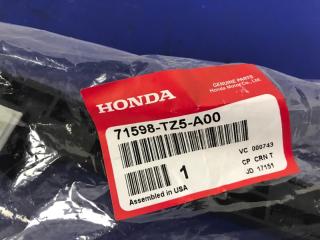 GENUINE PARTS
Honda Motor Co., Ltd.
HONDA
71598-TZ5-A00
VC 000743
1
CP CRN T
Assembled in USA
JD 17151